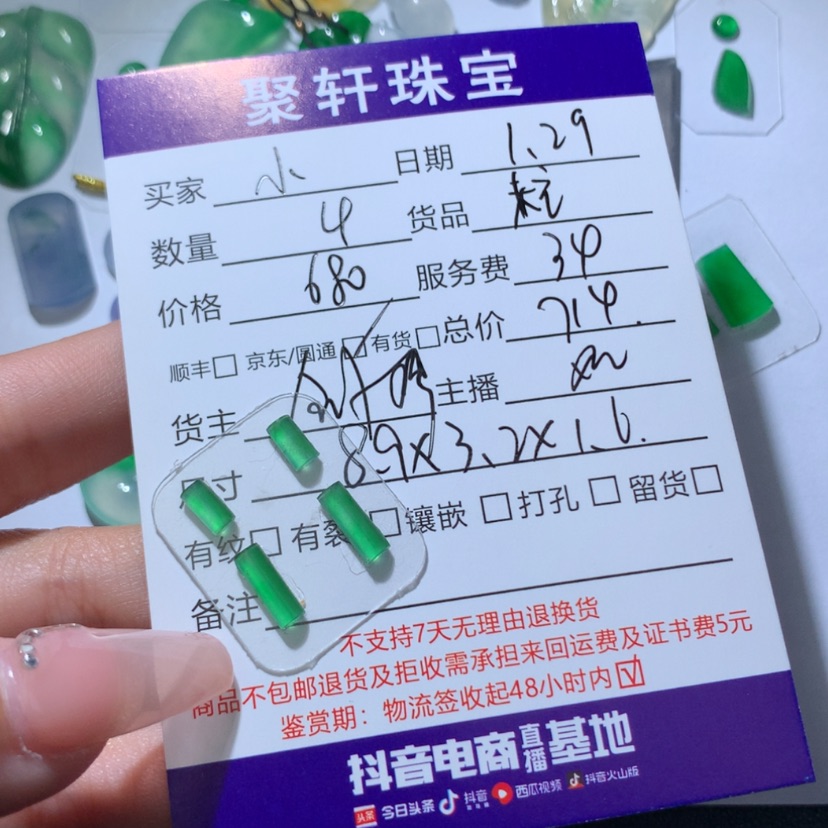 聚轩珠宝
买家 小 日期 1.29
数量 4 货品
价格 680 服务费 34
顺丰□ 京东/圆通☑ 有货□ 总价 714.
货主 主播
尺寸 8.9×3.2×1.6.
有纹□ 有裂□ 镶嵌 □打孔 □留货□
备注
不支持7天无理由退换货
商品不包邮退货及拒收需承担来回运费及证书费5元
鉴赏期：物流签收起48小时内☑
抖音电商直播基地
头条 今日头条 抖音 西瓜视频 抖音火山版